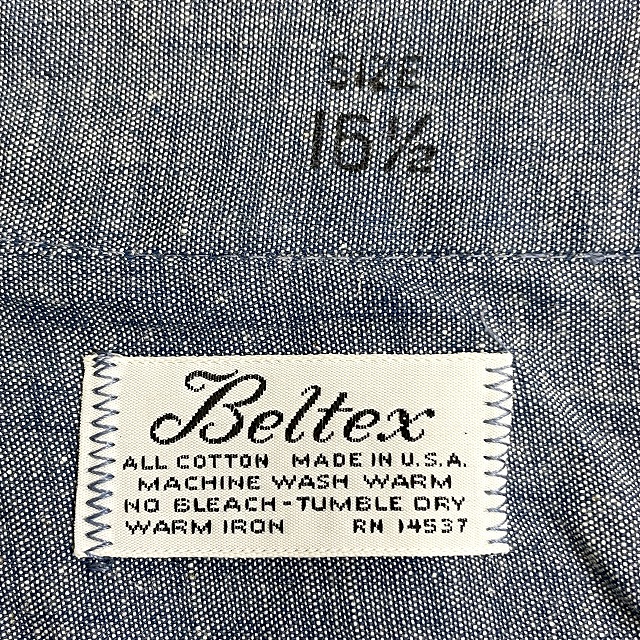 SIZE
16½
Beltex
ALL COTTON MADE IN U.S.A.
MACHINE WASH WARM
NO BLEACH-TUMBLE DRY
WARM IRON RN 14537